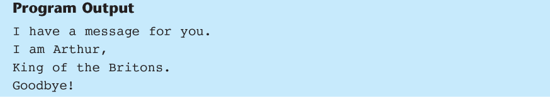 Program Output
I have a message for you.
I am Arthur,
King of the Britons.
Goodbye!